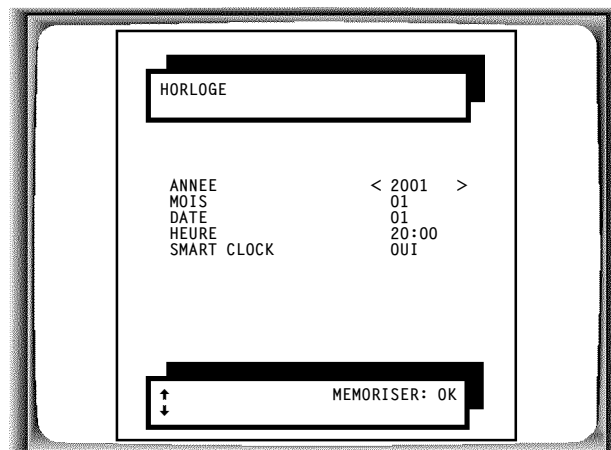 HORLOGE
ANNEE < 2001 >
MOIS 01
DATE 01
HEURE 20:00
SMART CLOCK OUI
↑ MEMORISER: OK
↓